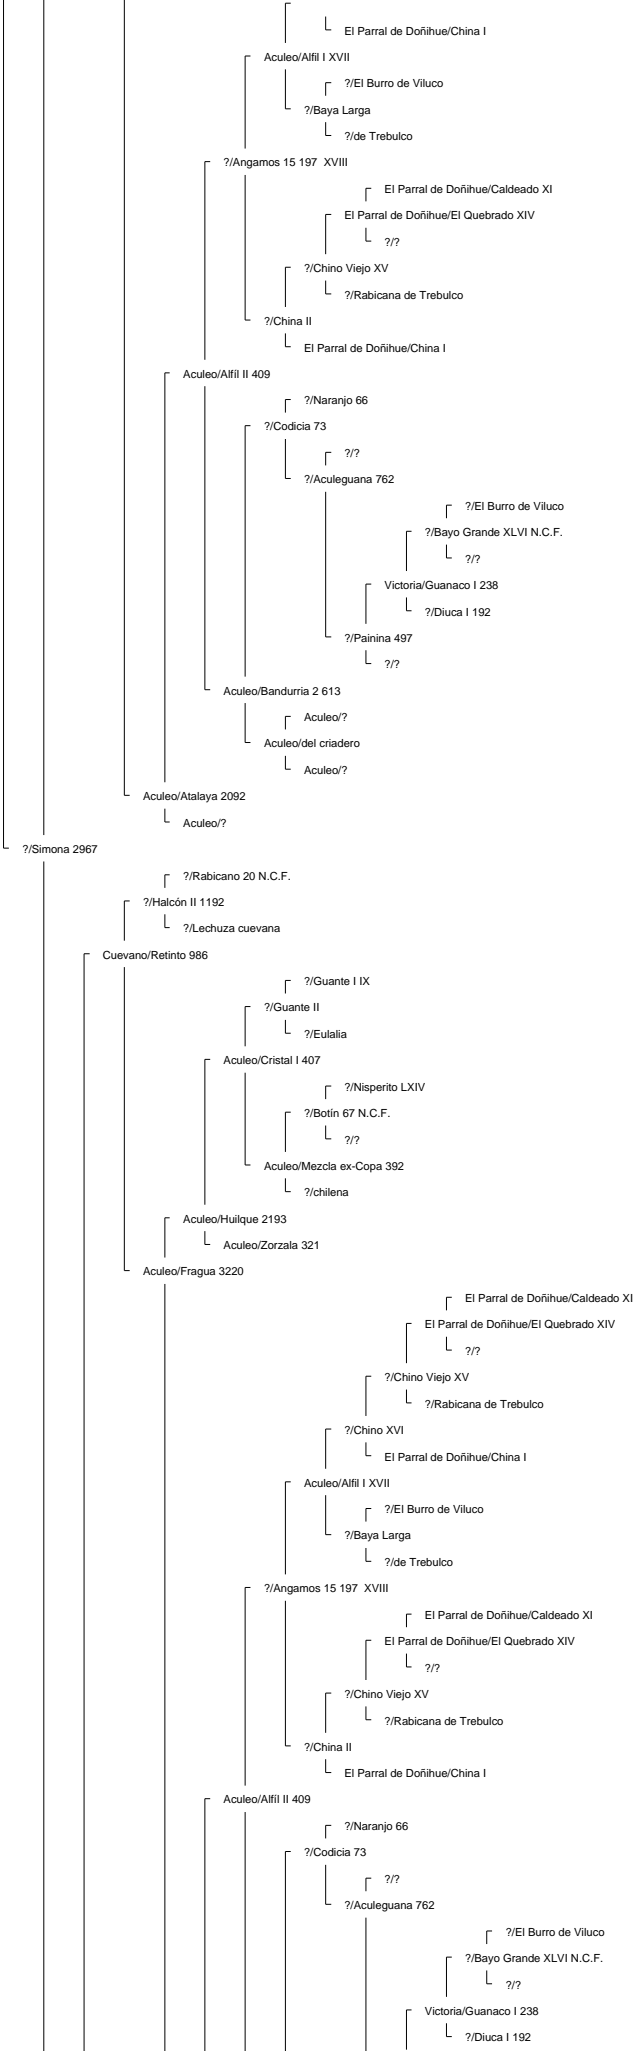 El Parral de Doñihue/China I
Aculeo/Alfil I XVII
?/El Burro de Viluco
?/Baya Larga
?/de Trebulco
?/Angamos 15 197 XVIII
El Parral de Doñihue/Caldeado XI
El Parral de Doñihue/El Quebrado XIV
?/?
?/Chino Viejo XV
?/Rabicana de Trebulco
?/China II
El Parral de Doñihue/China I
Aculeo/Alfíl II 409
?/Naranjo 66
?/Codicia 73
?/?
?/Aculeguana 762
?/El Burro de Viluco
?/Bayo Grande XLVI N.C.F.
?/?
Victoria/Guanaco I 238
?/Diuca I 192
?/Painina 497
?/?
Aculeo/Bandurria 2 613
Aculeo/?
Aculeo/del criadero
Aculeo/?
Aculeo/Atalaya 2092
Aculeo/?
?/Simona 2967
?/Rabicano 20 N.C.F.
?/Halcón II 1192
?/Lechuza cuevana
Cuevano/Retinto 986
?/Guante I IX
?/Guante II
?/Eulalia
Aculeo/Cristal I 407
?/Nisperito LXIV
?/Botín 67 N.C.F.
?/?
Aculeo/Mezcla ex-Copa 392
?/chilena
Aculeo/Huilque 2193
Aculeo/Zorzala 321
Aculeo/Fragua 3220
El Parral de Doñihue/Caldeado XI
El Parral de Doñihue/El Quebrado XIV
?/?
?/Chino Viejo XV
?/Rabicana de Trebulco
?/Chino XVI
El Parral de Doñihue/China I
Aculeo/Alfil I XVII
?/El Burro de Viluco
?/Baya Larga
?/de Trebulco
?/Angamos 15 197 XVIII
El Parral de Doñihue/Caldeado XI
El Parral de Doñihue/El Quebrado XIV
?/?
?/Chino Viejo XV
?/Rabicana de Trebulco
?/China II
El Parral de Doñihue/China I
Aculeo/Alfíl II 409
?/Naranjo 66
?/Codicia 73
?/?
?/Aculeguana 762
?/El Burro de Viluco
?/Bayo Grande XLVI N.C.F.
?/?
Victoria/Guanaco I 238
?/Diuca I 192